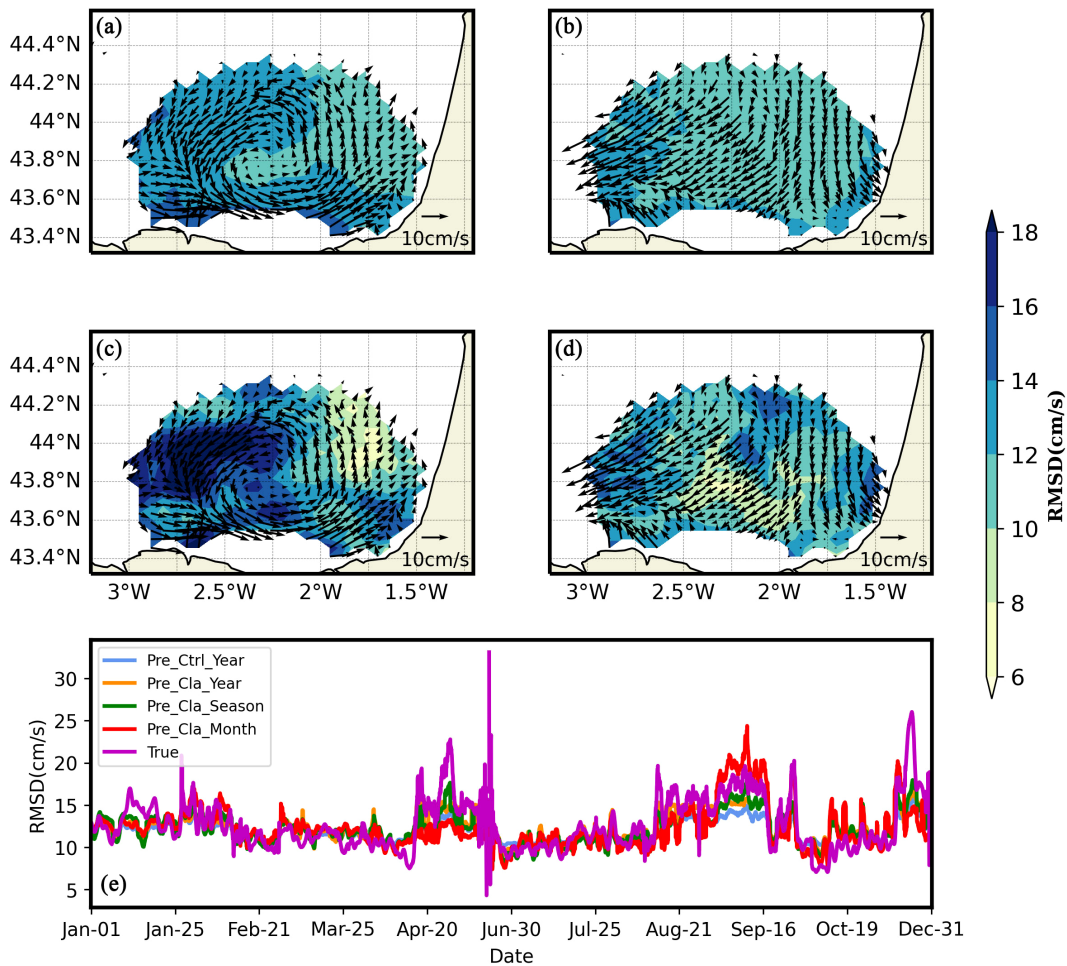 (a)
(b)
44.4°N
44.2°N
44°N
43.8°N
43.6°N
43.4°N
10cm/s
10cm/s
(c)
(d)
44.4°N
44.2°N
44°N
43.8°N
43.6°N
43.4°N
10cm/s
10cm/s
3°W 2.5°W 2°W 1.5°W
3°W 2.5°W 2°W 1.5°W
18
16
14
12
10
8
6
RMSD(cm/s)
Pre_Ctrl_Year
Pre_Cla_Year
Pre_Cla_Season
Pre_Cla_Month
True
30
25
20
15
10
5
RMSD(cm/s)
(e)
Jan-01 Jan-25 Feb-21 Mar-25 Apr-20 Jun-30 Jul-25 Aug-21 Sep-16 Oct-19 Dec-31
Date